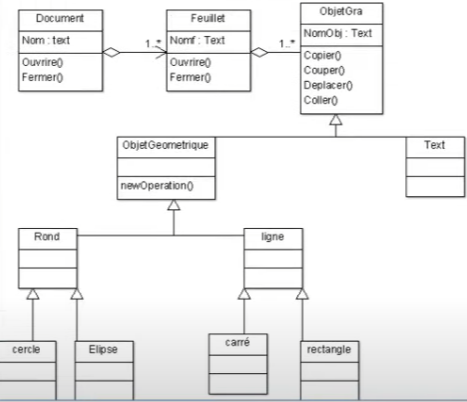 Document
Nom : text
Ouvrire()
Fermer()
1..*
Feuillet
Nomf : Text
Ouvrire()
Fermer()
1..*
ObjetGra
NomObj : Text
Copier()
Couper()
Deplacer()
Coller()
ObjetGeometrique
newOperation()
Text
Rond
ligne
cercle
Elipse
carré
rectangle